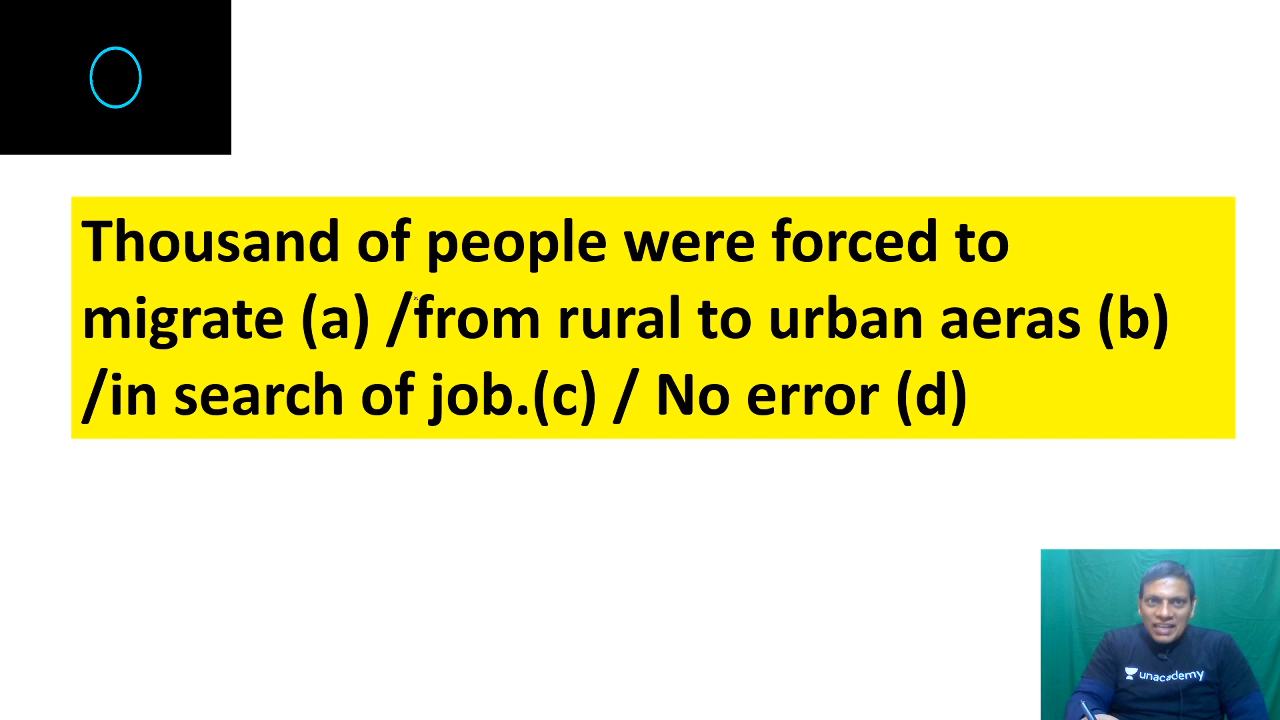 Thousand of people were forced to
migrate (a) /from rural to urban aeras (b)
/in search of job.(c) / No error (d)
unacademy